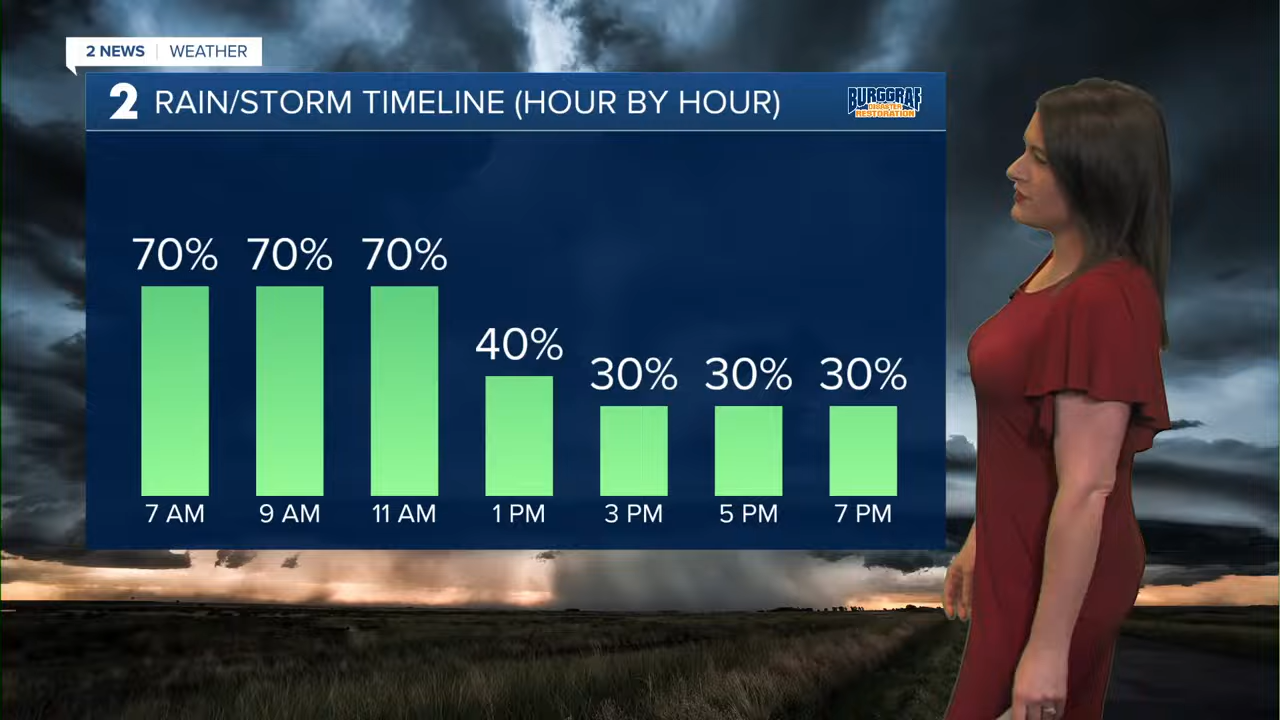 2 NEWS | WEATHER
2 RAIN/STORM TIMELINE (HOUR BY HOUR)
BURGGRAF
DISASTER
RESTORATION
70% 70% 70% 40% 30% 30% 30%
7 AM 9 AM 11 AM 1 PM 3 PM 5 PM 7 PM